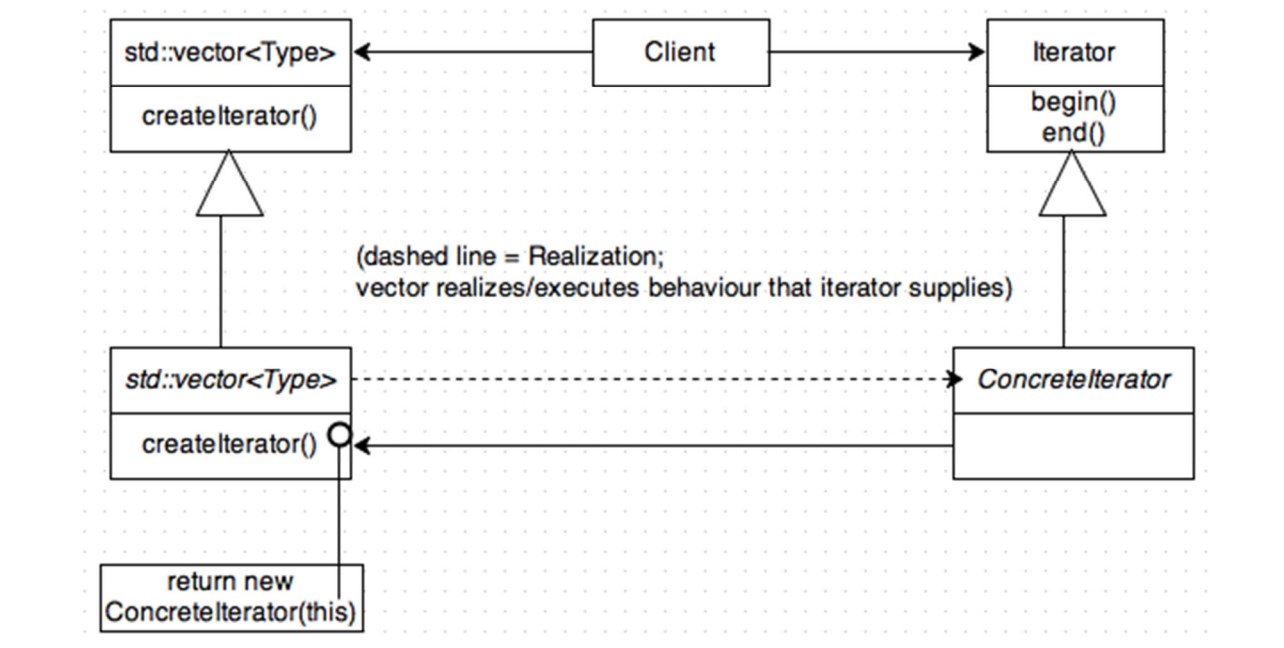 std::vector<Type>
createIterator()
Client
Iterator
begin()
end()
(dashed line = Realization;
vector realizes/executes behaviour that iterator supplies)
std::vector<Type>
createIterator()
ConcreteIterator
return new
ConcreteIterator(this)